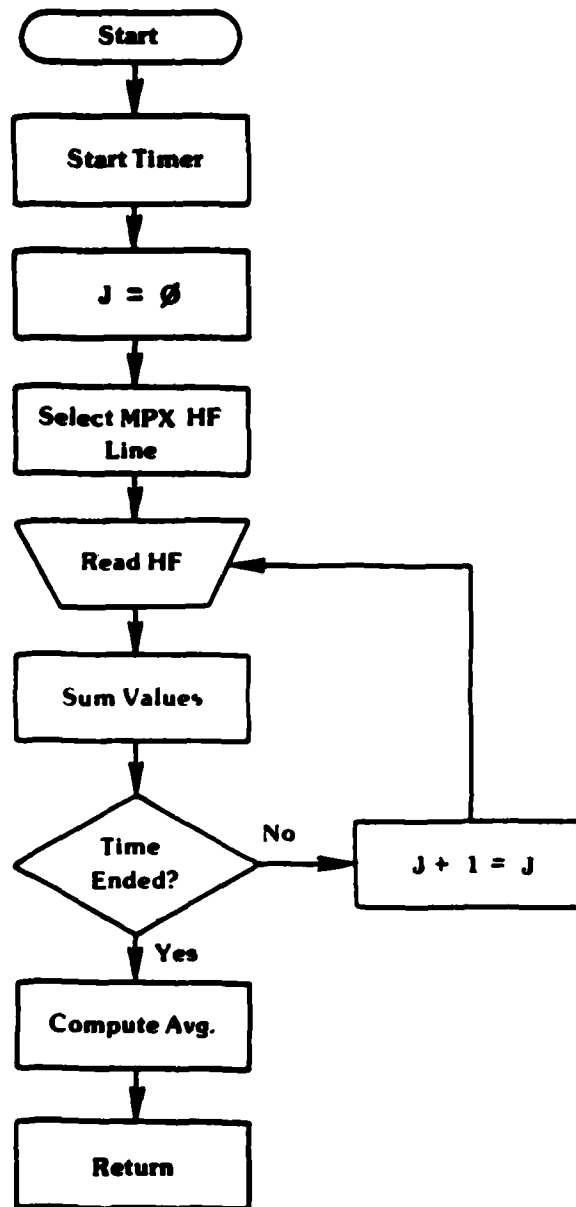 Start
Start Timer
J = Ø
Select MPX HF
Line
Read HF
Sum Values
Time
Ended?
No
J + 1 = J
Yes
Compute Avg.
Return